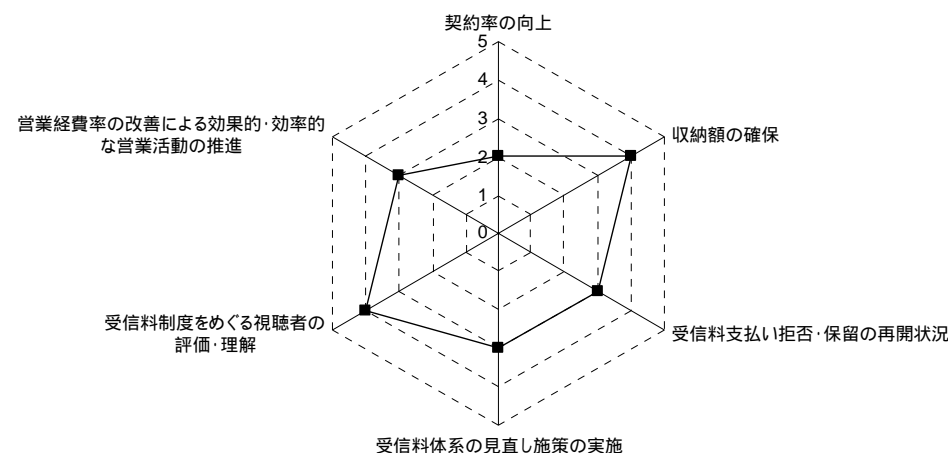 契約率の向上
5
4
3
2
1
0
営業経費率の改善による効果的･効率的
な営業活動の推進
収納額の確保
受信料制度をめぐる視聴者の
評価･理解
受信料支払い拒否･保留の再開状況
受信料体系の見直し施策の実施